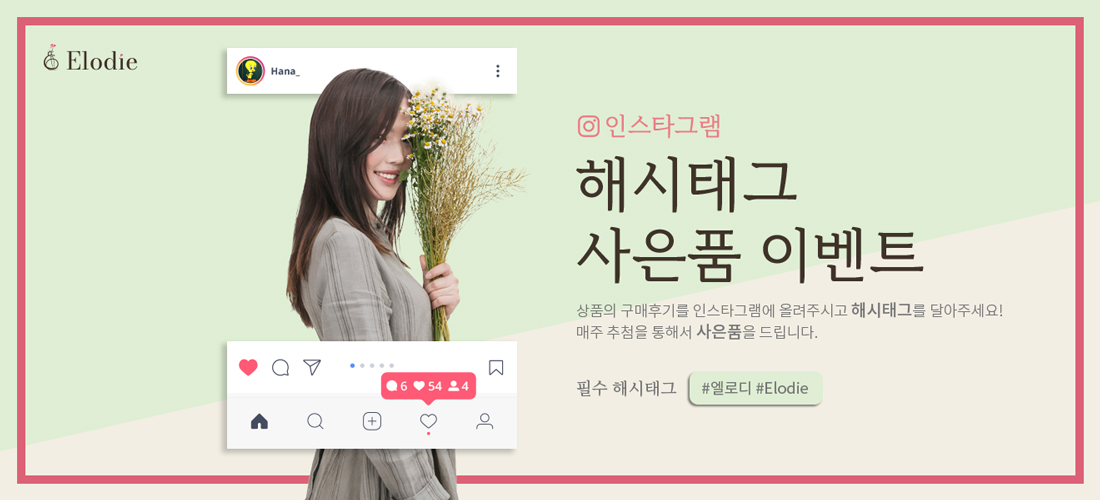 Elodie
Hana_
인스타그램
해시태그
사은품 이벤트
상품의 구매후기를 인스타그램에 올려주시고 해시태그를 달아주세요!
매주 추첨을 통해서 사은품을 드립니다.
6 54 4
필수 해시태그 #엘로디 #Elodie